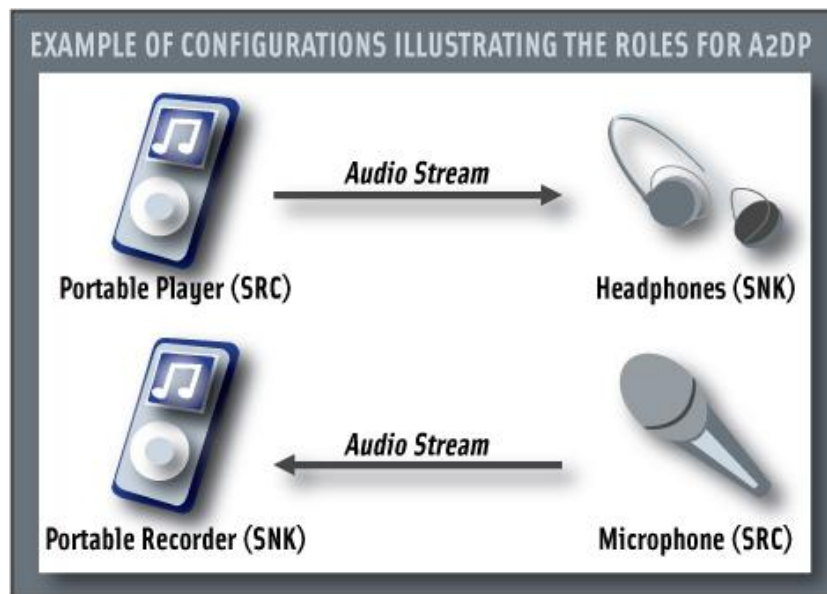 EXAMPLE OF CONFIGURATIONS ILLUSTRATING THE ROLES FOR A2DP
Audio Stream
Portable Player (SRC)
Headphones (SNK)
Audio Stream
Portable Recorder (SNK)
Microphone (SRC)